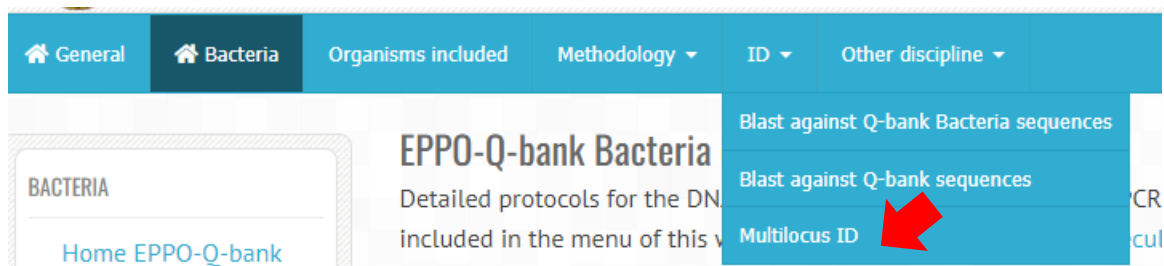 General Bacteria Organisms included Methodology ID Other discipline
Blast against Q-bank Bacteria sequences
Blast against Q-bank sequences
Multilocus ID
BACTERIA
Home EPPO-Q-bank
EPPO-Q-bank Bacteria
Detailed protocols for the
included in the menu of this